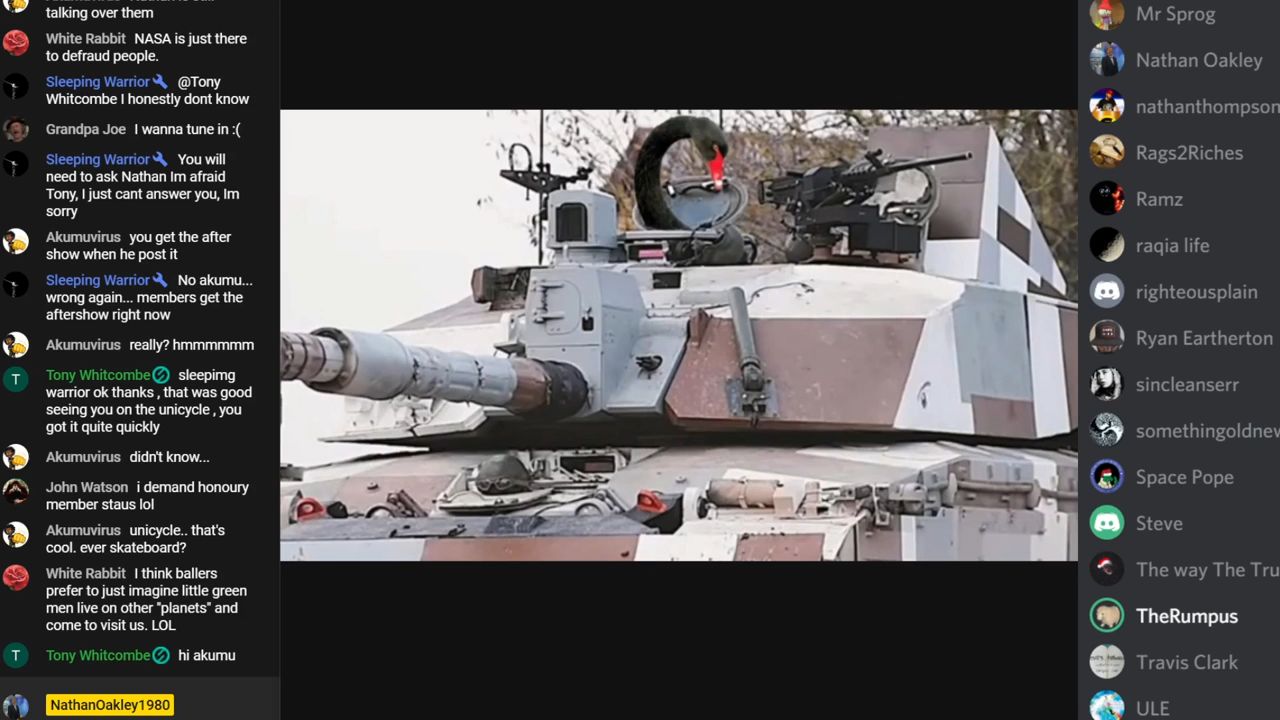 talking over them
White Rabbit NASA is just there
to defraud people.
Sleeping Warrior @Tony
Whitcombe I honestly dont know
Grandpa Joe I wanna tune in :(
Sleeping Warrior You will
need to ask Nathan Im afraid
Tony, I just cant answer you, Im
sorry
Akumuvirus you get the after
show when he post it
Sleeping Warrior No akumu...
wrong again... members get the
aftershow right now
Akumuvirus really? hmmmmmm
T
Tony Whitcombe sleepimg
warrior ok thanks , that was good
seeing you on the unicycle , you
got it quite quickly
Akumuvirus didn't know...
John Watson i demand honoury
member staus lol
Akumuvirus unicycle.. that's
cool. ever skateboard?
White Rabbit I think ballers
prefer to just imagine little green
men live on other "planets" and
come to visit us. LOL
T
Tony Whitcombe hi akumu
NathanOakley1980
Mr Sprog
Nathan Oakley
nathanthompson
Rags2Riches
Ramz
raqia life
righteousplain
Ryan Eartherton
sincleanserr
somethingoldnew
Space Pope
Steve
The way The Tru
TheRumpus
Travis Clark
ULE